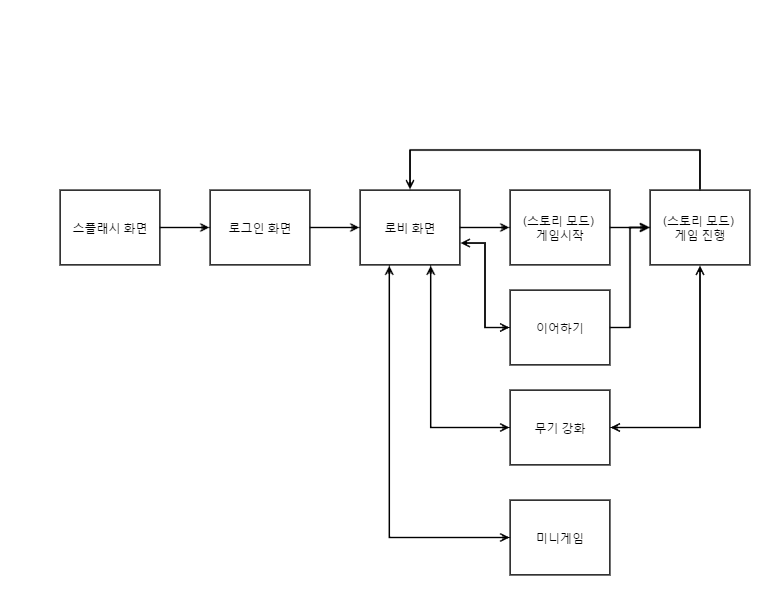 스플래시 화면
로그인 화면
로비 화면
(스토리 모드)
게임시작
(스토리 모드)
게임 진행
이어하기
무기 강화
미니게임